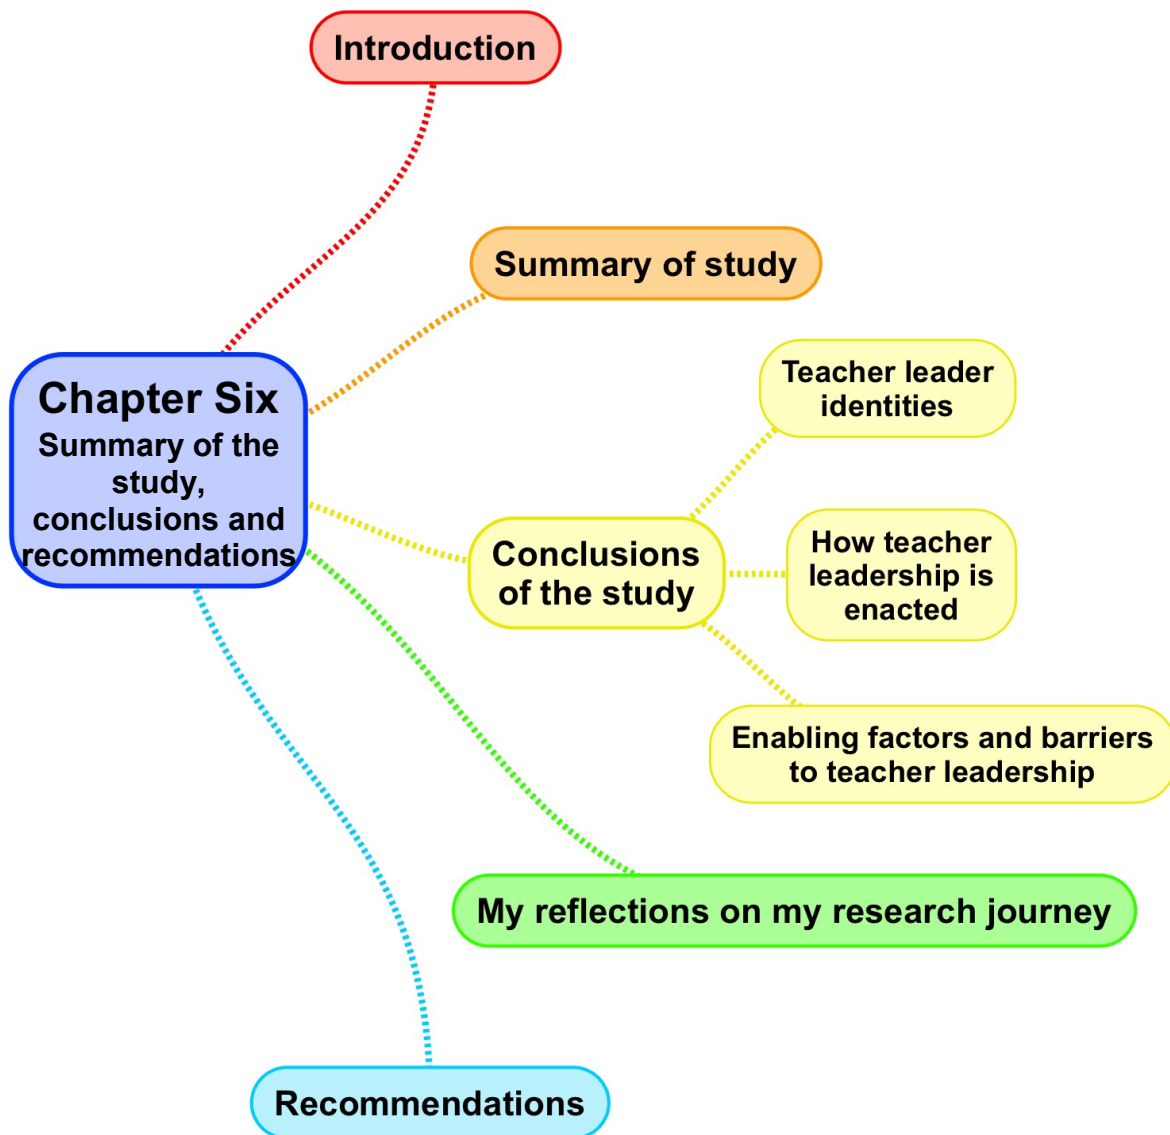 Introduction
Summary of study
Chapter Six
Summary of the
study,
conclusions and
recommendations
Teacher leader
identities
Conclusions
of the study
How teacher
leadership is
enacted
Enabling factors and barriers
to teacher leadership
My reflections on my research journey
Recommendations